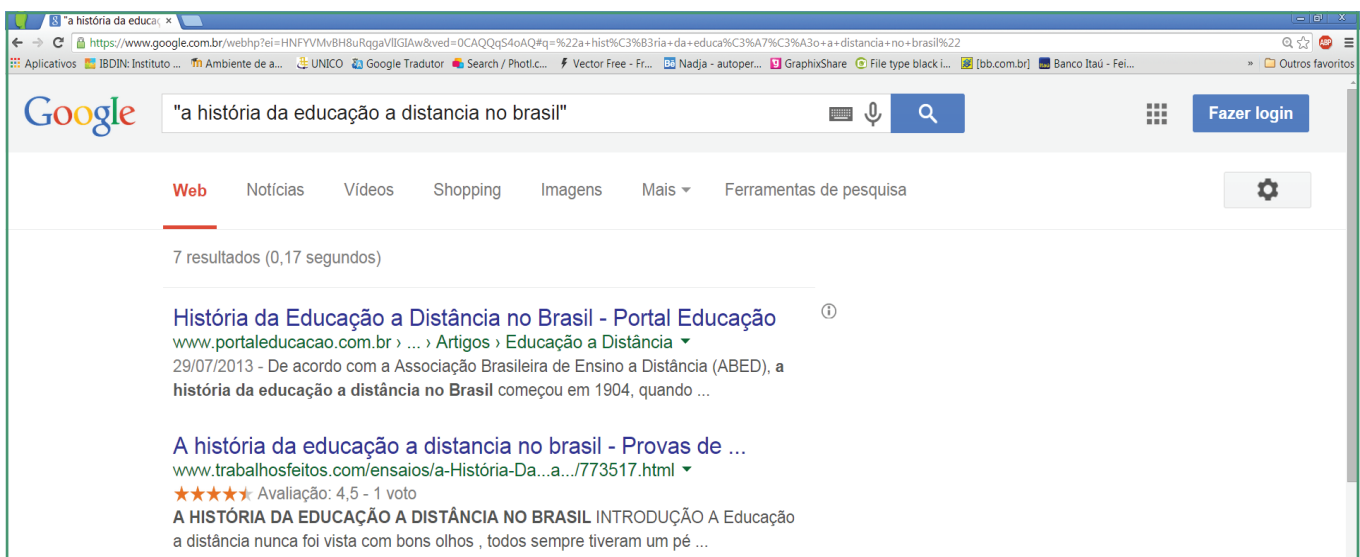 "a história da educaç
https://www.google.com.br/webhp?ei=HNFYVMvBH8uRqgaVlIGIAw&ved=0CAQQqS4oAQ#q=%22a+hist%C3%B3ria+da+educa%C3%A7%C3%A3o+a+distancia+no+brasil%22
Aplicativos IBDIN: Instituto ... Ambiente de a... UNICO Google Tradutor Search / Photl.c... Vector Free - Fr... Nadja - autoper... GraphixShare File type black i... [bb.com.br] Banco Itaú - Fei... » Outros favoritos
Google "a história da educação a distancia no brasil" Fazer login
Web Notícias Vídeos Shopping Imagens Mais Ferramentas de pesquisa
7 resultados (0,17 segundos)
História da Educação a Distância no Brasil - Portal Educação
www.portaleducacao.com.br › ... › Artigos › Educação a Distância
29/07/2013 - De acordo com a Associação Brasileira de Ensino a Distância (ABED), a
história da educação a distância no Brasil começou em 1904, quando ...
A história da educação a distancia no brasil - Provas de ...
www.trabalhosfeitos.com/ensaios/a-História-Da...a.../773517.html
Avaliação: 4,5 - 1 voto
A HISTÓRIA DA EDUCAÇÃO A DISTÂNCIA NO BRASIL INTRODUÇÃO A Educação
a distância nunca foi vista com bons olhos , todos sempre tiveram um pé ...